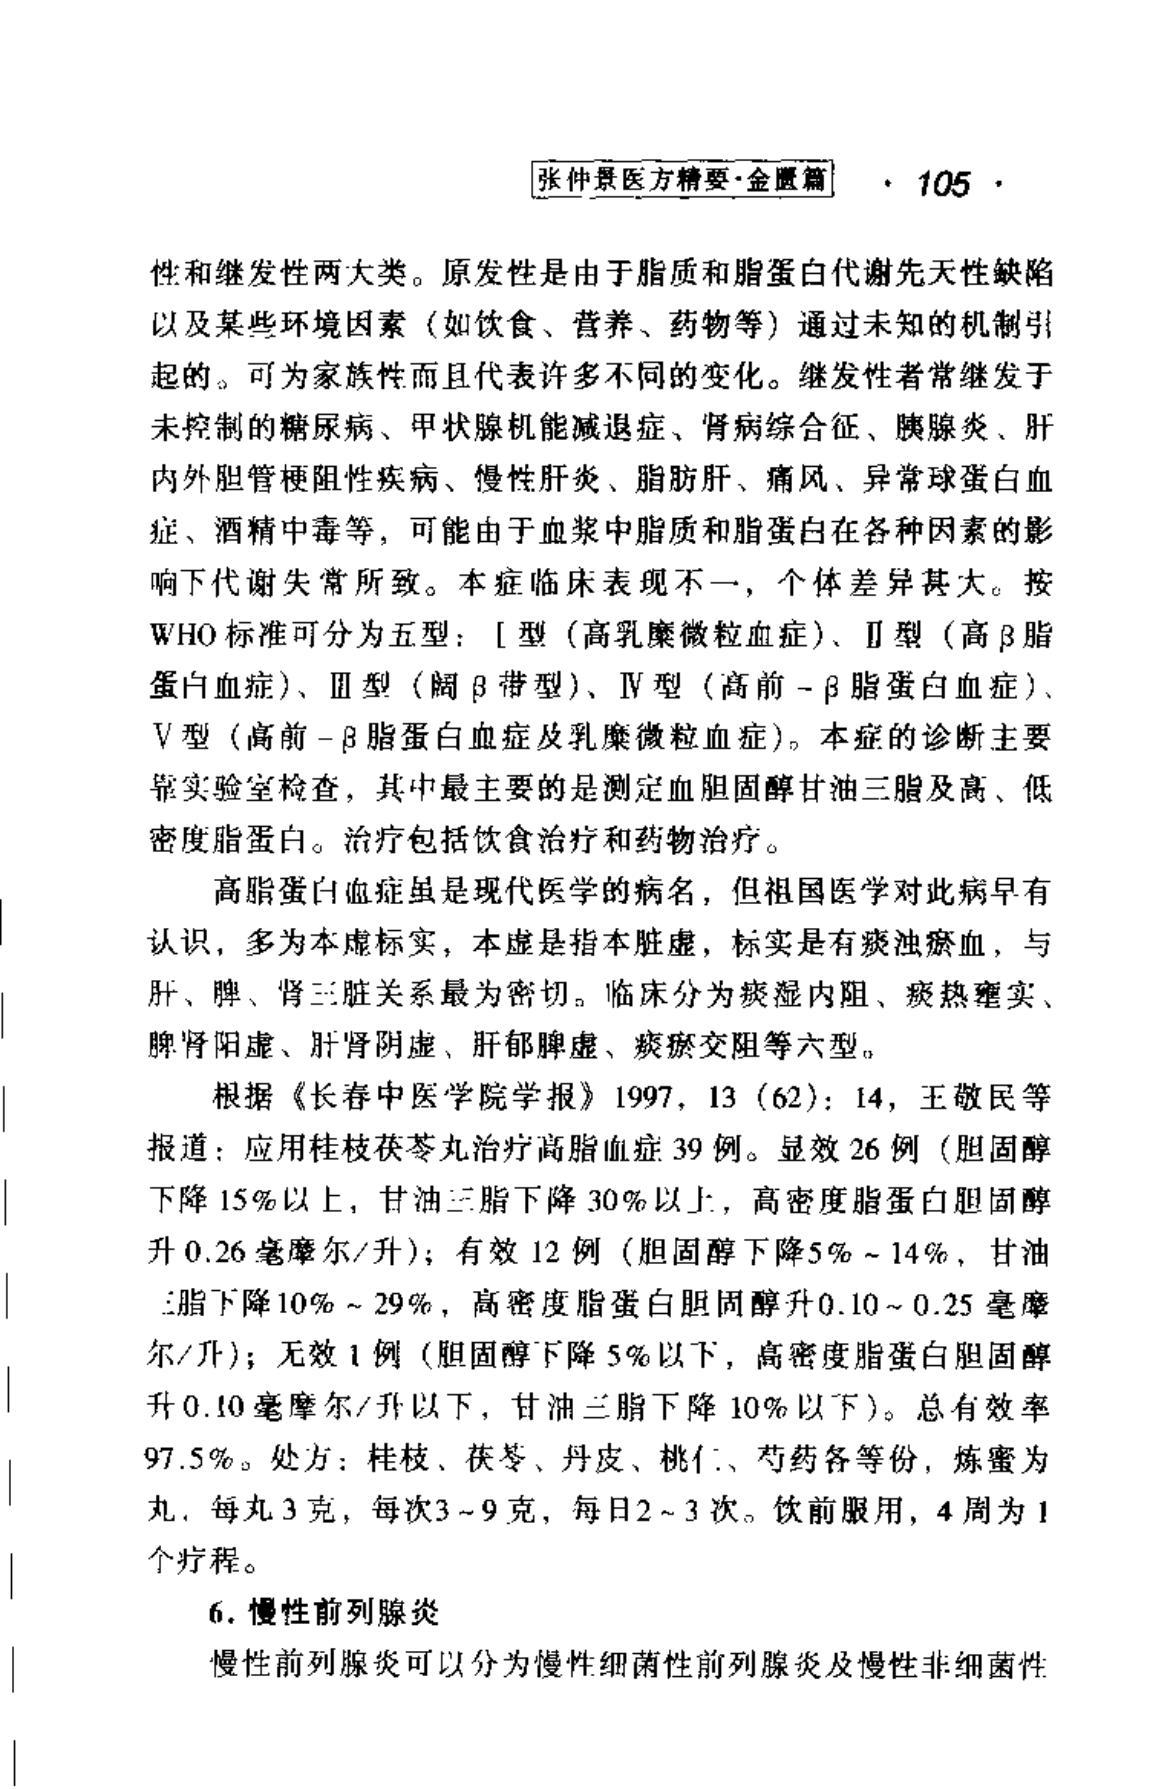 张仲景医方精要·金匮篇 · 105 ·
性和继发性两大类。原发性是由于脂质和脂蛋白代谢先天性缺陷
以及某些环境因素（如饮食、营养、药物等）通过未知的机制引
起的。可为家族性而且代表许多不同的变化。继发性者常继发于
未控制的糖尿病、甲状腺机能减退症、肾病综合征、胰腺炎、肝
内外胆管梗阻性疾病、慢性肝炎、脂肪肝、痛风、异常球蛋白血
症、酒精中毒等，可能由于血浆中脂质和脂蛋白在各种因素的影
响下代谢失常所致。本症临床表现不一，个体差异甚大。按
WHO标准可分为五型：Ⅰ型（高乳糜微粒血症）、Ⅱ型（高β脂
蛋白血症）、Ⅲ型（阔β带型）、Ⅳ型（高前－β脂蛋白血症）、
Ⅴ型（高前－β脂蛋白血症及乳糜微粒血症）。本症的诊断主要
靠实验室检查，其中最主要的是测定血胆固醇甘油三脂及高、低
密度脂蛋白。治疗包括饮食治疗和药物治疗。
高脂蛋白血症虽是现代医学的病名，但祖国医学对此病早有
认识，多为本虚标实，本虚是指本脏虚，标实是有痰浊瘀血，与
肝、脾、肾三脏关系最为密切。临床分为痰湿内阻、痰热壅实、
脾肾阳虚、肝肾阴虚、肝郁脾虚、痰瘀交阻等六型。
根据《长春中医学院学报》1997，13（62）：14，王敬民等
报道：应用桂枝茯苓丸治疗高脂血症39例。显效26例（胆固醇
下降15%以上，甘油三脂下降30%以上，高密度脂蛋白胆固醇
升0.26毫摩尔/升）；有效12例（胆固醇下降5%～14%，甘油
三脂下降10%～29%，高密度脂蛋白胆固醇升0.10～0.25毫摩
尔/升）；无效1例（胆固醇下降5%以下，高密度脂蛋白胆固醇
升0.10毫摩尔/升以下，甘油三脂下降10%以下）。总有效率
97.5%。处方：桂枝、茯苓、丹皮、桃仁、芍药各等份，炼蜜为
丸，每丸3克，每次3～9克，每日2～3次。饮前服用，4周为1
个疗程。
6. 慢性前列腺炎
慢性前列腺炎可以分为慢性细菌性前列腺炎及慢性非细菌性